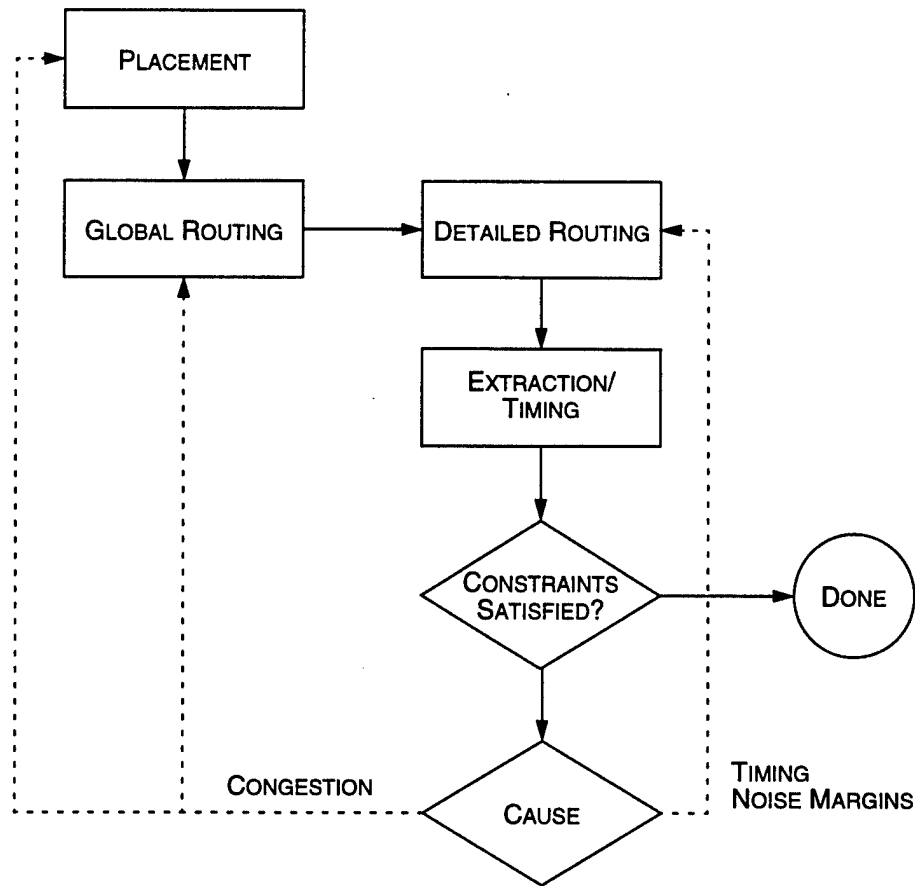 PLACEMENT
GLOBAL ROUTING
DETAILED ROUTING
EXTRACTION/
TIMING
CONSTRAINTS
SATISFIED?
DONE
CONGESTION
CAUSE
TIMING
NOISE MARGINS